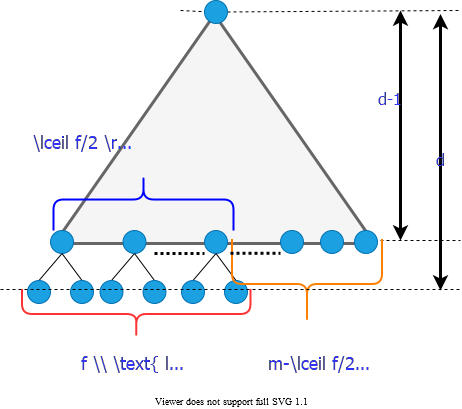 d-1
\lceil f/2 \r...
d
f \\ \text{ l...
m-\lceil f/2...
Viewer does not support full SVG 1.1